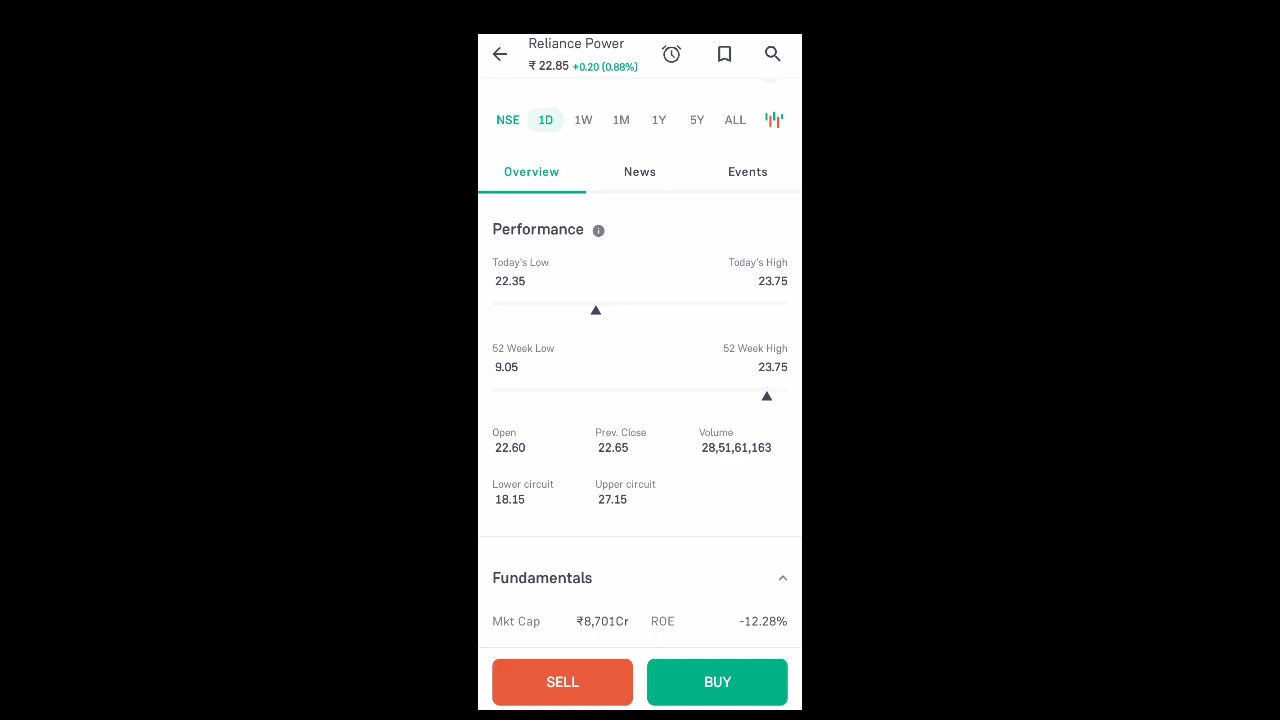 Reliance Power
₹ 22.85 +0.20 (0.88%)
NSE 1D 1W 1M 1Y 5Y ALL
Overview News Events
Performance
Today's Low Today's High
22.35 23.75
52 Week Low 52 Week High
9.05 23.75
Open Prev. Close Volume
22.60 22.65 28,51,61,163
Lower circuit Upper circuit
18.15 27.15
Fundamentals
Mkt Cap ₹8,701Cr ROE -12.28%
SELL BUY